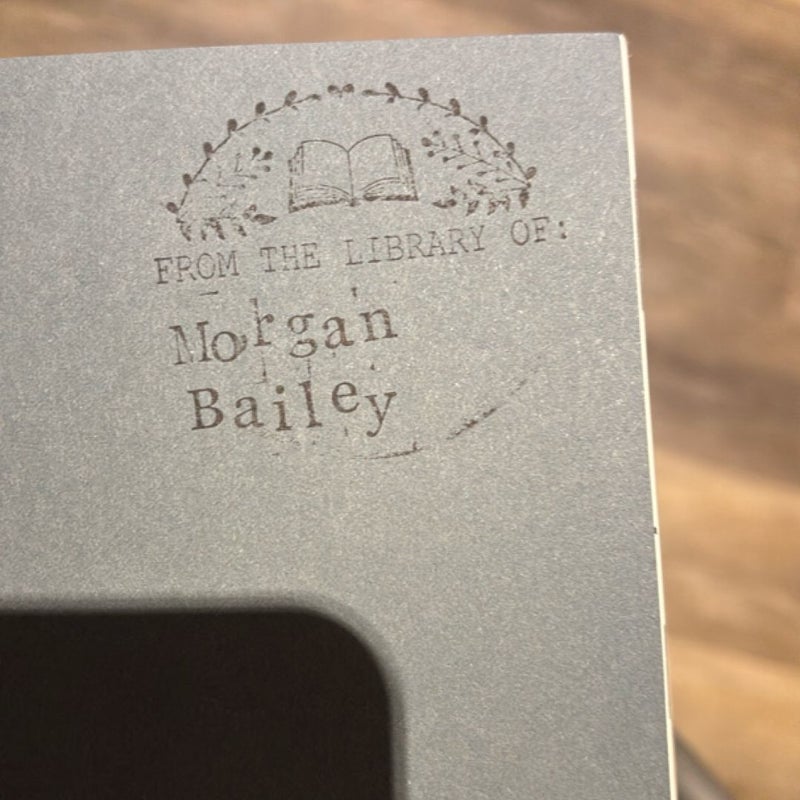 FROM THE LIBRARY OF:
Morgan
Bailey